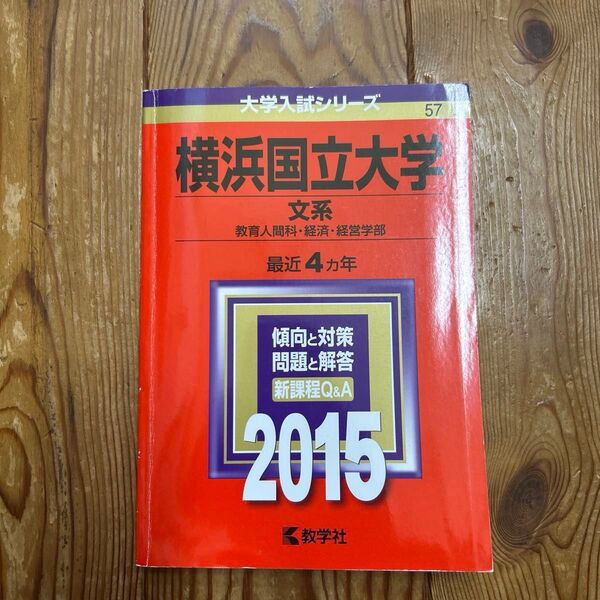 大学入試シリーズ
57
横浜国立大学
文系
教育人間科・経済・経営学部
最近4カ年
傾向と対策
問題と解答
新課程Q&A
2015
教学社